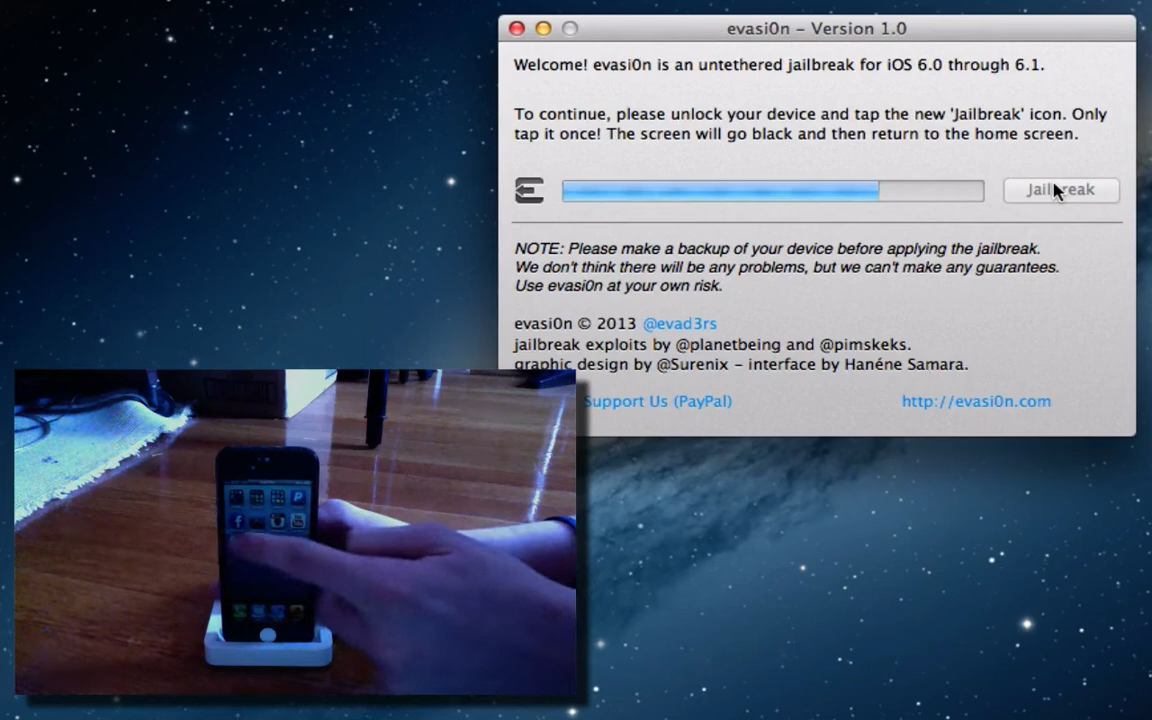 evasi0n – Version 1.0
Welcome! evasi0n is an untethered jailbreak for iOS 6.0 through 6.1.
To continue, please unlock your device and tap the new 'Jailbreak' icon. Only
tap it once! The screen will go black and then return to the home screen.
Jailbreak
NOTE: Please make a backup of your device before applying the jailbreak.
We don't think there will be any problems, but we can't make any guarantees.
Use evasi0n at your own risk.
evasi0n © 2013 @evad3rs
jailbreak exploits by @planetbeing and @pimskeks.
graphic design by @Surenix – interface by Hanéne Samara.
Support Us (PayPal) http://evasi0n.com